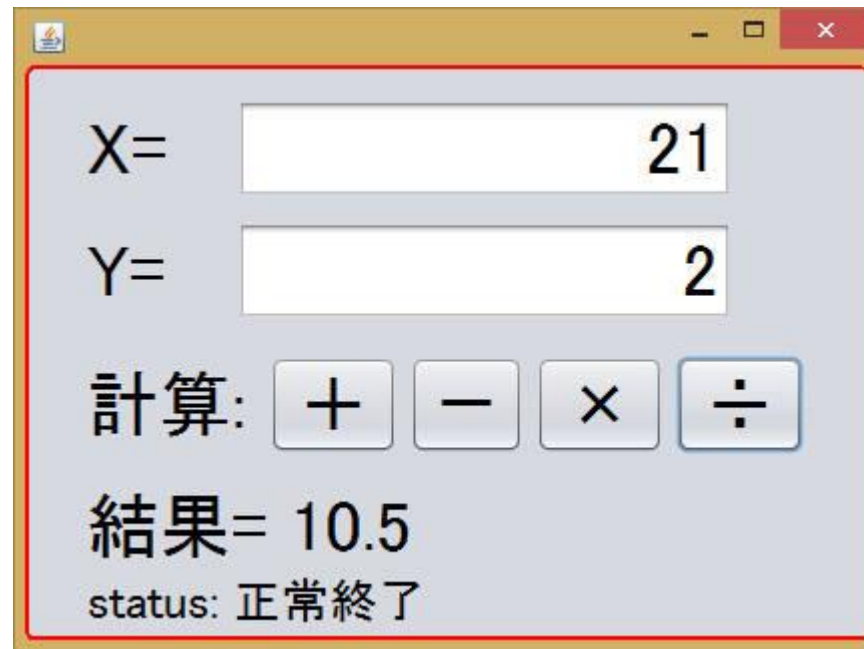 X= 21
Y= 2
計算: ＋ － × ÷
結果= 10.5
status: 正常終了